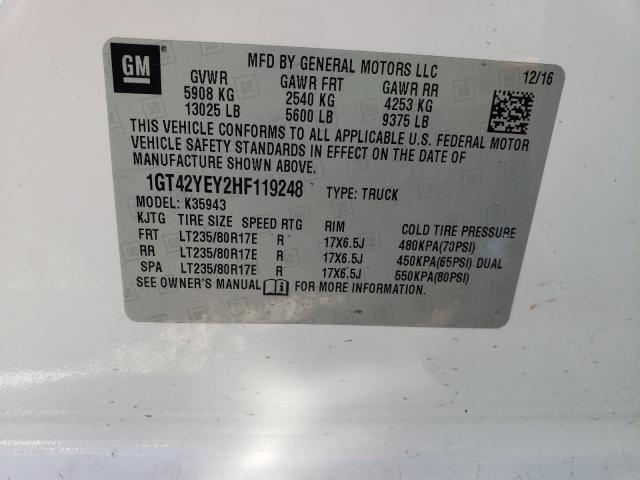 GM
MFD BY GENERAL MOTORS LLC 12/16
GVWR GAWR FRT GAWR RR
5908 KG 2540 KG 4253 KG
13025 LB 5600 LB 9375 LB
THIS VEHICLE CONFORMS TO ALL APPLICABLE U.S. FEDERAL MOTOR
VEHICLE SAFETY STANDARDS IN EFFECT ON THE DATE OF
MANUFACTURE SHOWN ABOVE.
1GT42YEY2HF119248 TYPE: TRUCK
MODEL: K35943
KJTG TIRE SIZE SPEED RTG RIM COLD TIRE PRESSURE
FRT LT235/80R17E R 17X6.5J 480KPA(70PSI)
RR LT235/80R17E R 17X6.5J 450KPA(65PSI) DUAL
SPA LT235/80R17E R 17X6.5J 550KPA(80PSI)
SEE OWNER'S MANUAL FOR MORE INFORMATION.